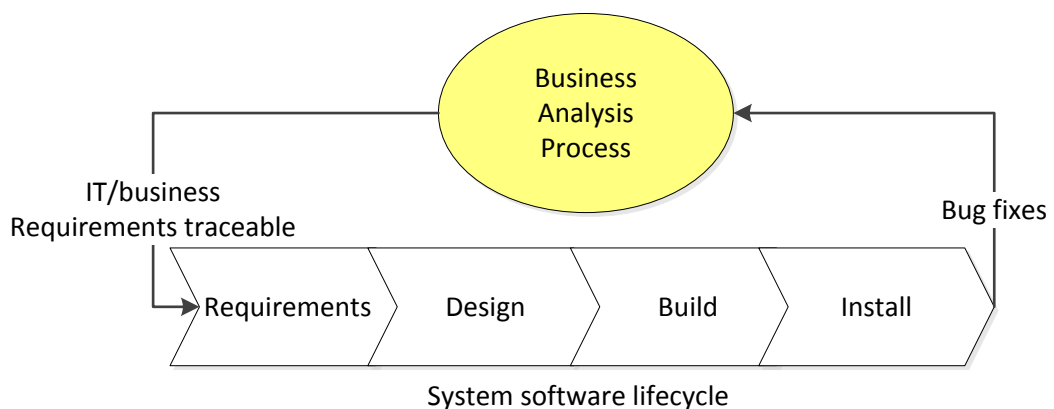 Business
Analysis
Process
IT/business
Requirements traceable
Bug fixes
Requirements
Design
Build
Install
System software lifecycle